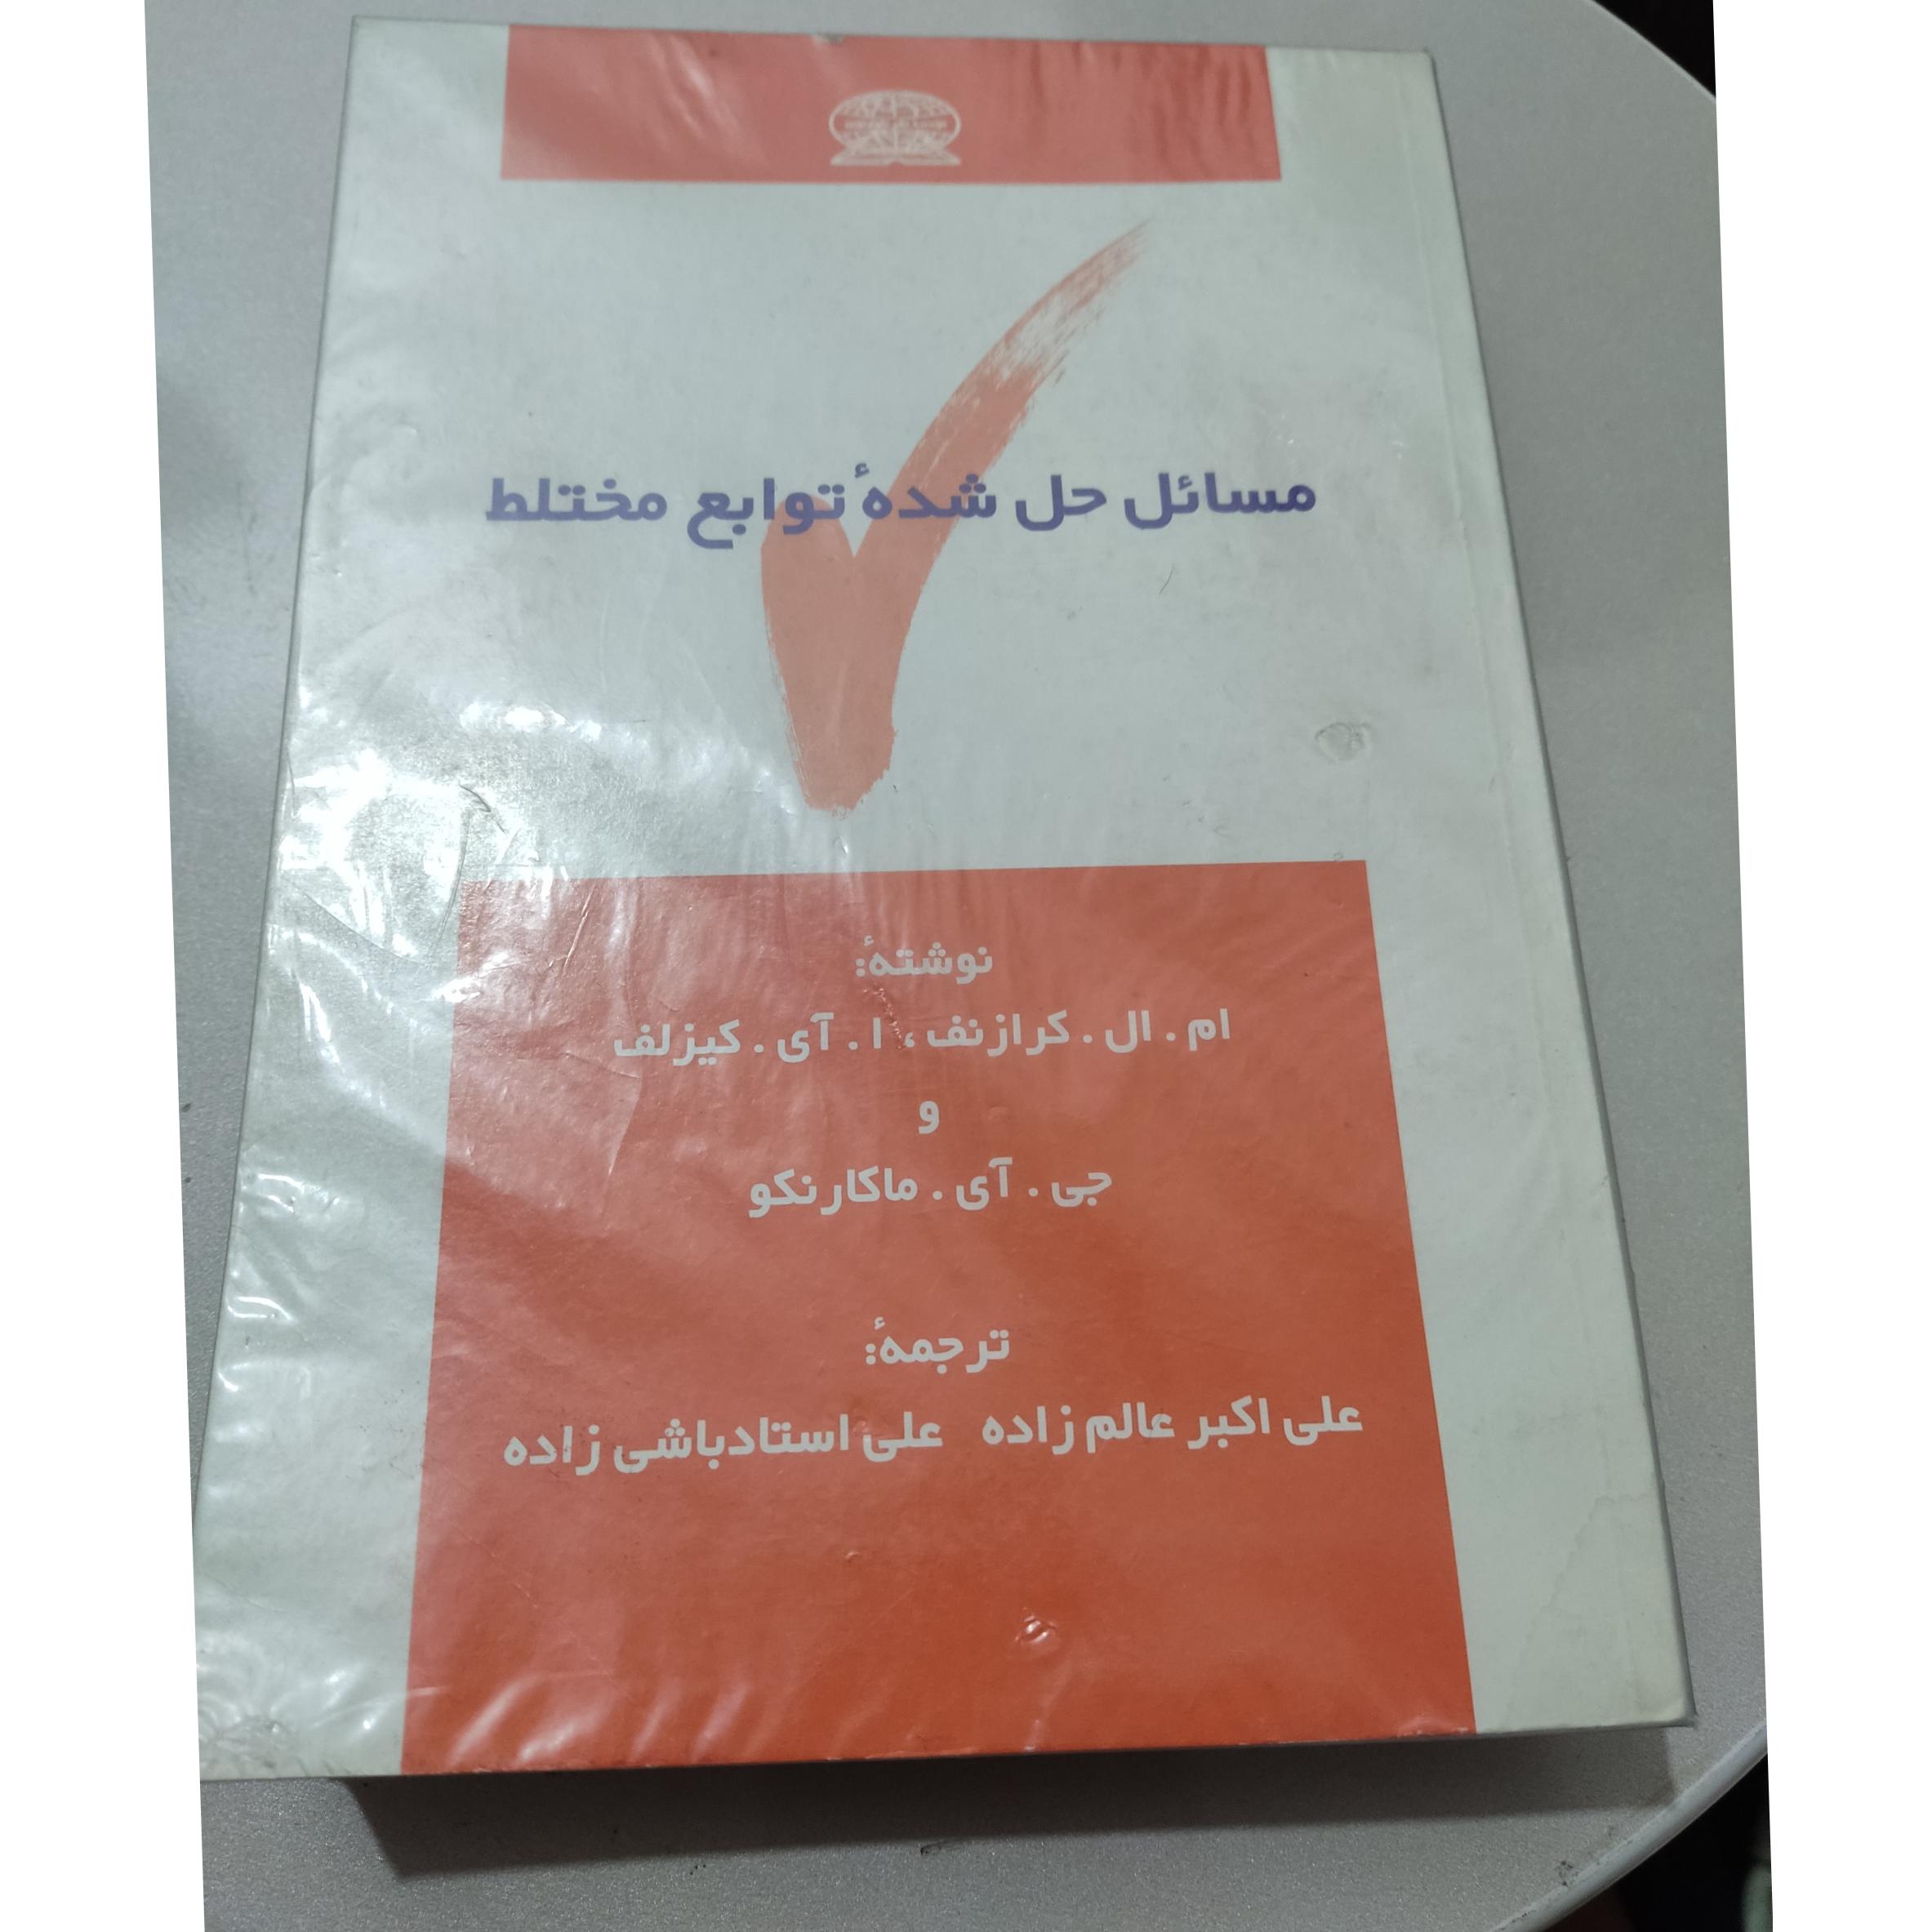 مسائل حل شدهٔ توابع مختلط
نوشتهٔ:
ام . ال . کرازنف ، ا . آی . کیزلف
و
جی . آی . ماکارنکو
ترجمهٔ:
علی اکبر عالم زاده علی استادباشی زاده